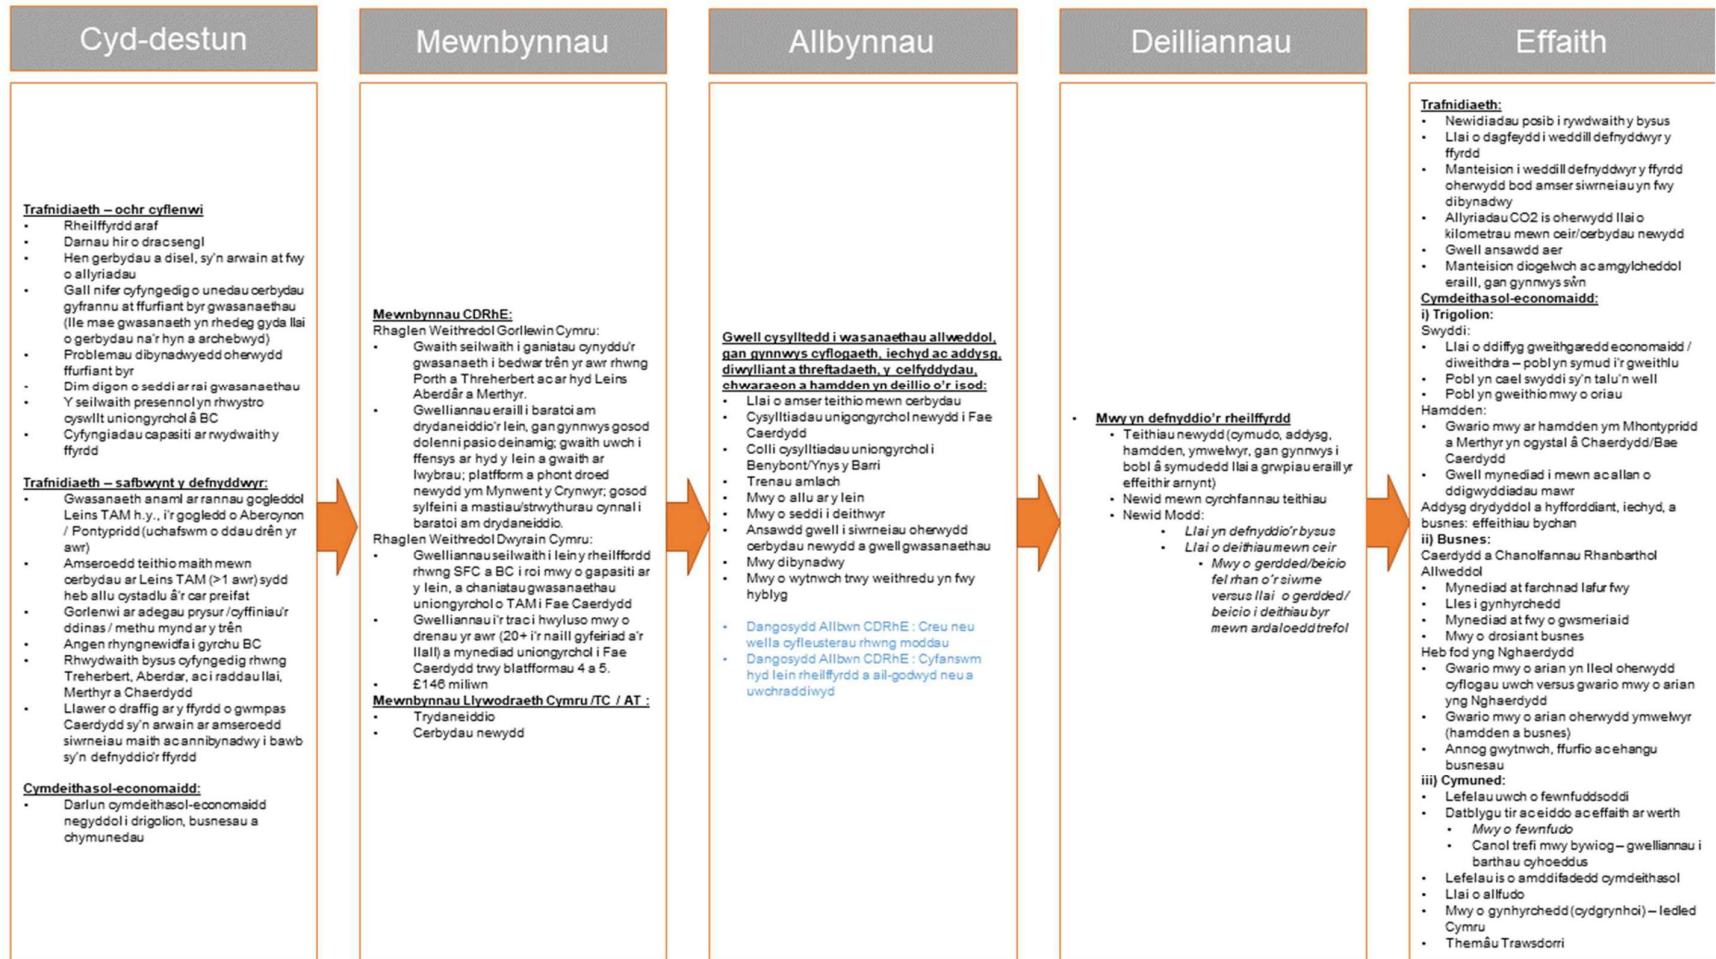 Cyd-destun
Trafnidiaeth – ochr cyflenwi
• Rheilffyrdd araf
• Darnau hir o drac sengl
• Hen gerbydau a disel, sy'n arwain at fwy
o allyriadau
• Gall nifer cyfyngedig o unedau cerbydau
gyfrannu at ffurfiant byr gwasanaethau
(lle mae gwasanaeth yn rhedeg gyda llai
o gerbydau na'r hyn a archebwyd)
• Problemau dibynadwyedd oherwydd
ffurfiant byr
• Dim digon o seddi ar rai gwasanaethau
• Y seilwaith presennol yn rhwystro
cyswllt uniongyrchol â BC
• Cyfyngiadau capasiti ar rwydwaith y
ffyrdd
Trafnidiaeth – safbwynt y defnyddwyr:
• Gwasanaeth anaml ar rannau gogleddol
Leins TAM h.y., i'r gogledd o Abercynon
/ Pontypridd (uchafswm o ddau drên yr
awr)
• Amseroedd teithio maith mewn
cerbydau ar Leins TAM (>1 awr) sydd
heb allu cystadlu â'r car preifat
• Gorlenwi ar adegau prysur /cyffiniau'r
ddinas / methu mynd ar y trên
• Angen rhyngnewidfa i gyrchu BC
• Rhwydwaith bysus cyfyngedig rhwng
Treherbert, Aberdar, ac i raddau llai,
Merthyr a Chaerdydd
• Llawer o draffig ar y ffyrdd o gwmpas
Caerdydd sy'n arwain ar amseroedd
siwrneiau maith ac annibynadwy i bawb
sy'n defnyddio'r ffyrdd
Cymdeithasol-economaidd:
• Darlun cymdeithasol-economaidd
negyddol i drigolion, busnesau a
chymunedau
Mewnbynnau
Mewnbynnau CDRhE:
Rhaglen Weithredol Gorllewin Cymru:
• Gwaith seilwaith i ganiatau cynyddu'r
gwasanaeth i bedwar trên yr awr rhwng
Porth a Threherbert ac ar hyd Leins
Aberdâr a Merthyr.
• Gwelliannau eraill i baratoi am
drydaneiddio'r lein, gan gynnwys gosod
dolenni pasio deinamig; gwaith uwch i
ffensys ar hyd y lein a gwaith ar
lwybrau; platfform a phont droed
newydd ym Mynwent y Crynwyr; gosod
sylfeini a mastiau/strwythurau cynnal i
baratoi am drydaneiddio.
Rhaglen Weithredol Dwyrain Cymru:
• Gwelliannau seilwaith i lein y rheilffordd
rhwng SFC a BC i roi mwy o gapasiti ar
y lein, a chaniatau gwasanaethau
uniongyrchol o TAM i Fae Caerdydd
• Gwelliannau i'r trac i hwyluso mwy o
drenau yr awr (20+ i'r naill gyfeiriad a'r
llall) a mynediad uniongyrchol i Fae
Caerdydd trwy blatfformau 4 a 5.
• £146 miliwn
Mewnbynnau Llywodraeth Cymru /TC / AT :
• Trydaneiddio
• Cerbydau newydd
Allbynnau
Gwell cysylltedd i wasanaethau allweddol,
gan gynnwys cyflogaeth, iechyd ac addysg,
diwylliant a threftadaeth, y celfyddydau,
chwaraeon a hamdden yn deillio o'r isod:
• Llai o amser teithio mewn cerbydau
• Cysylltiadau unigongyrchol newydd i Fae
Caerdydd
• Colli cysylltiadau uniongyrchol i
Benybont/Ynys y Barri
• Trenau amlach
• Mwy o allu ar y lein
• Mwy o seddi i deithwyr
• Ansawdd gwell i siwrneiau oherwydd
cerbydau newydd a gwell gwasanaethau
• Mwy dibynadwy
• Mwy o wytnwch trwy weithredu yn fwy
hyblyg
• Dangosydd Allbwn CDRhE : Creu neu
wella cyfleusterau rhwng moddau
• Dangosydd Allbwn CDRhE : Cyfanswm
hyd lein rheilffyrdd a ail-godwyd neu a
uwchraddiwyd
Deilliannau
• Mwy yn defnyddio'r rheilffyrdd
• Teithiau newydd (cymudo, addysg,
hamdden, ymwelwyr, gan gynnwys i
bobl â symudedd llai a grwpiau eraill yr
effeithir arnynt)
• Newid mewn cyrchfannau teithiau
• Newid Modd:
• Llai yn defnyddio'r bysus
• Llai o deithiau mewn ceir
• Mwy o gerdded/beicio
fel rhan o'r siwrne
versus llai o gerdded/
beicio i deithiau byr
mewn ardaloedd trefol
Effaith
Trafnidiaeth:
• Newidiadau posib i rywdwaith y bysus
• Llai o dagfeydd i weddill defnyddwyr y
ffyrdd
• Manteision i weddill defnyddwyr y ffyrdd
oherwydd bod amser siwrneiau yn fwy
dibynadwy
• Allyriadau CO2 is oherwydd llai o
kilometrau mewn ceir/cerbydau newydd
• Gwell ansawdd aer
• Manteision diogelwch ac amgylcheddol
eraill, gan gynnwys sŵn
Cymdeithasol-economaidd:
i) Trigolion:
Swyddi:
• Llai o ddiffyg gweithgaredd economaidd /
diweithdra – pobl yn symud i'r gweithlu
• Pobl yn cael swyddi sy'n talu'n well
• Pobl yn gweithio mwy o oriau
Hamdden:
• Gwario mwy ar hamdden ym Mhontypridd
a Merthyr yn ogystal â Chaerdydd/Bae
Caerdydd
• Gwell mynediad i mewn ac allan o
ddigwyddiadau mawr
Addysg drydyddol a hyfforddiant, iechyd, a
busnes: effeithiau bychan
ii) Busnes:
Caerdydd a Chanolfannau Rhanbarthol
Allweddol
• Mynediad at farchnad lafur fwy
• Lles i gynhyrchedd
• Mynediad at fwy o gwsmeriaid
• Mwy o drosiant busnes
Heb fod yng Nghaerdydd
• Gwario mwy o arian yn lleol oherwydd
cyflogau uwch versus gwario mwy o arian
yng Nghaerdydd
• Gwario mwy o arian oherwydd ymwelwyr
(hamdden a busnes)
• Annog gwytnwch, ffurfio ac ehangu
busnesau
iii) Cymuned:
• Lefelau uwch o fewnfuddsoddi
• Datblygu tir ac eiddo ac effaith ar werth
• Mwy o fewnfudo
• Canol trefi mwy bywiog – gwelliannau i
barthau cyhoeddus
• Lefelau is o amddifadedd cymdeithasol
• Llai o allfudo
• Mwy o gynhyrchedd (cydgrynhoi) – ledled
Cymru
• Themâu Trawsdorri